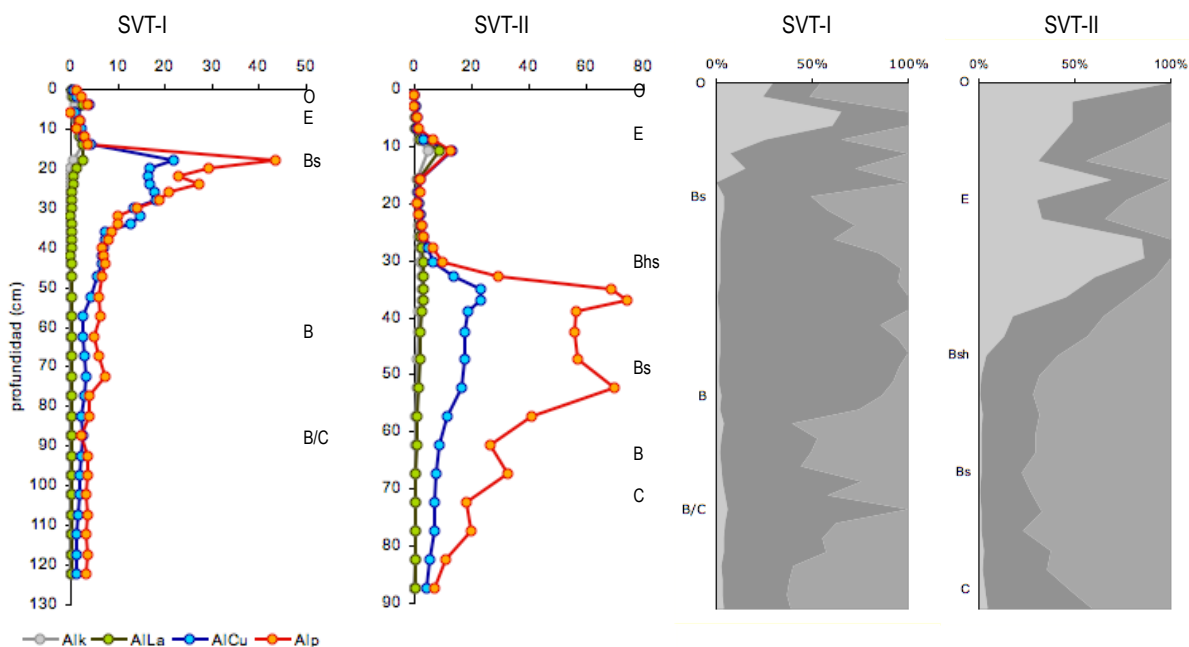 SVT-I
SVT-II
SVT-I
SVT-II
0 10 20 30 40 50
0 20 40 60 80
0% 50% 100%
0% 50% 100%
profundidad (cm)
0
10
20
30
40
50
60
70
80
90
100
110
120
130
O
E
Bs
B
B/C
0
10
20
30
40
50
60
70
80
90
O
E
Bhs
Bs
B
C
O
Bs
B
B/C
O
E
Bsh
Bs
C
Alk AlLa AlCu Alp